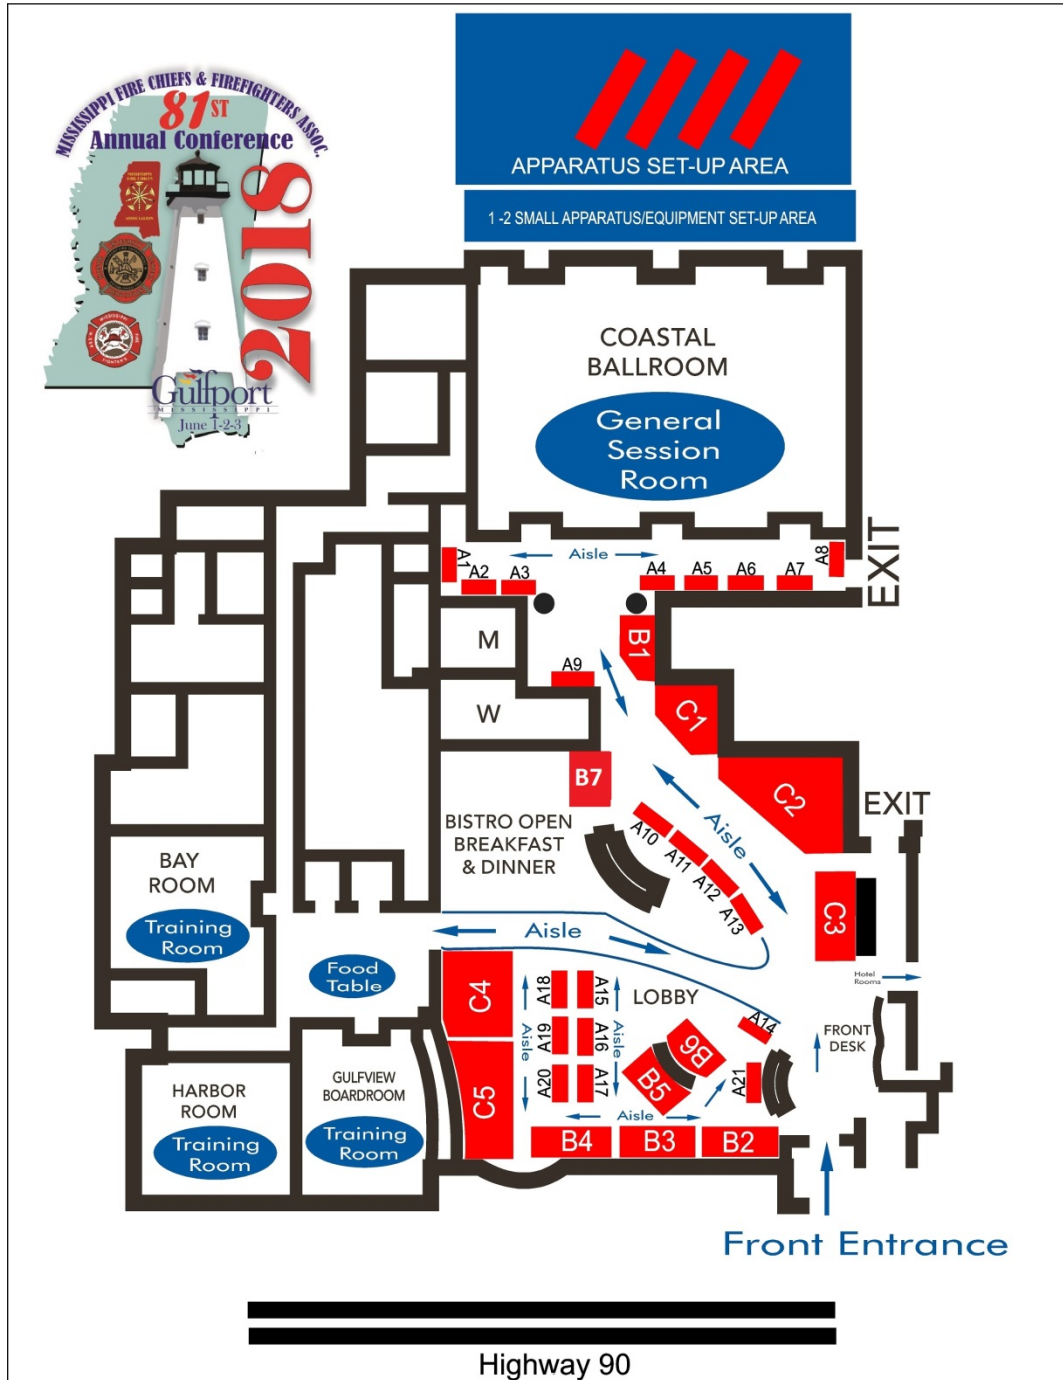 MISSISSIPPI FIRE CHIEFS & FIREFIGHTERS ASSOC.
81ST
Annual Conference
2018
Gulfport
MISSISSIPPI
June 1-2-3
APPARATUS SET-UP AREA
1 -2 SMALL APPARATUS/EQUIPMENT SET-UP AREA
COASTAL
BALLROOM
General
Session
Room
EXIT
A1
A2
A3
Aisle
A4
A5
A6
A7
A8
M
B1
A9
W
C1
B7
C2
EXIT
BISTRO OPEN
BREAKFAST
& DINNER
Aisle
A10
A11
A12
A13
C3
BAY
ROOM
Training
Room
Aisle
Food
Table
Hotel
Rooms
C4
A18
A15
LOBBY
A14
FRONT
DESK
Aisle
A19
A16
Aisle
B6
B5
A21
C5
A20
A17
Aisle
B4
B3
B2
HARBOR
ROOM
Training
Room
GULFVIEW
BOARDROOM
Training
Room
Front Entrance
Highway 90